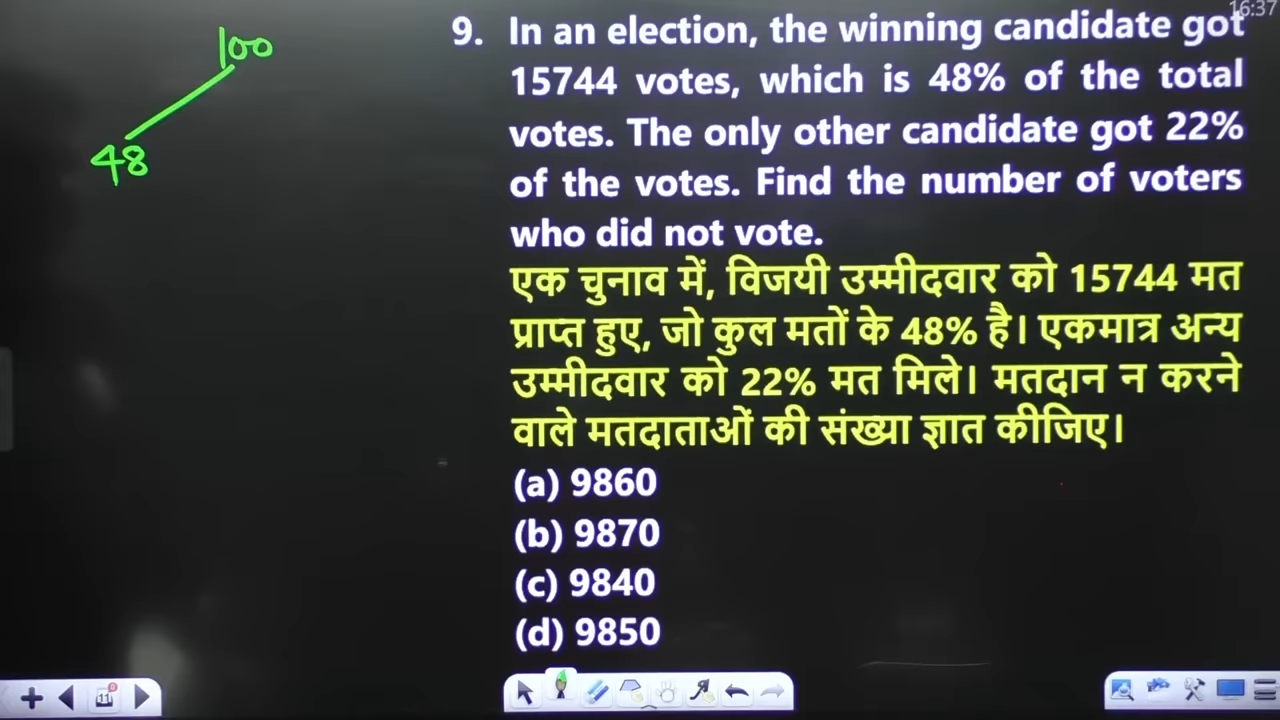 16:37
100
48
9. In an election, the winning candidate got
15744 votes, which is 48% of the total
votes. The only other candidate got 22%
of the votes. Find the number of voters
who did not vote.
एक चुनाव में, विजयी उम्मीदवार को 15744 मत
प्राप्त हुए, जो कुल मतों के 48% है। एकमात्र अन्य
उम्मीदवार को 22% मत मिले। मतदान न करने
वाले मतदाताओं की संख्या ज्ञात कीजिए।
(a) 9860
(b) 9870
(c) 9840
(d) 9850
11